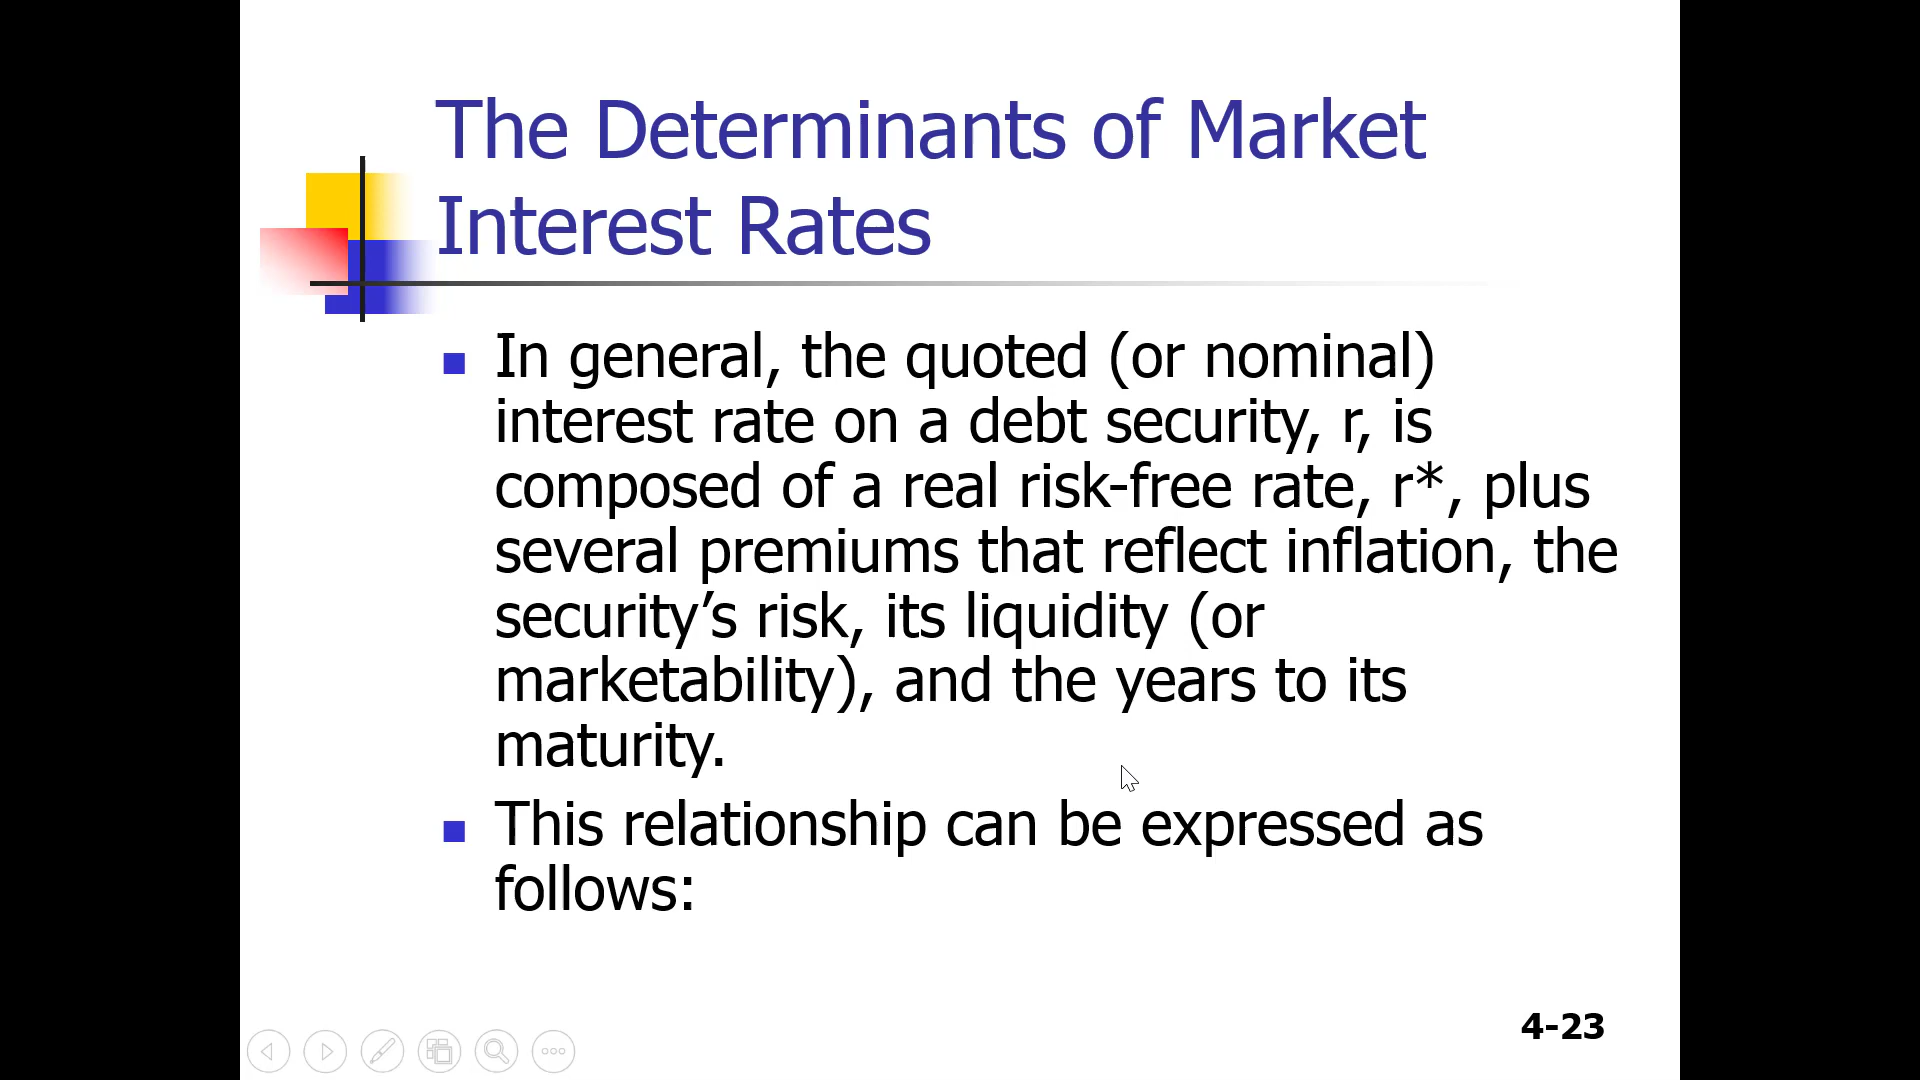 The Determinants of Market
Interest Rates
In general, the quoted (or nominal)
interest rate on a debt security, r, is
composed of a real risk-free rate, r*, plus
several premiums that reflect inflation, the
security’s risk, its liquidity (or
marketability), and the years to its
maturity.
This relationship can be expressed as
follows:
4-23